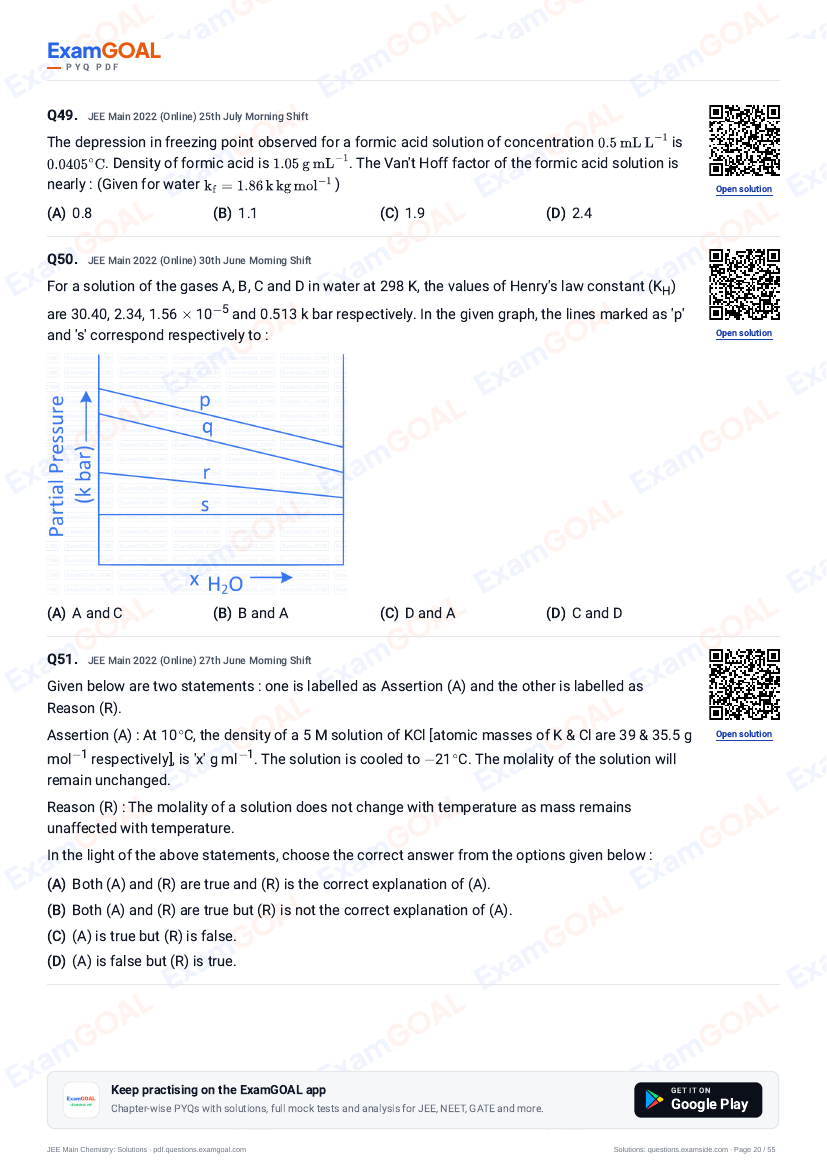 ExamGOAL
PYQ PDF
Q49. JEE Main 2022 (Online) 25th July Morning Shift
The depression in freezing point observed for a formic acid solution of concentration 0.5 mL L⁻¹ is
0.0405°C. Density of formic acid is 1.05 g mL⁻¹. The Van't Hoff factor of the formic acid solution is
nearly : (Given for water k_f = 1.86 k kg mol⁻¹ )
(A) 0.8 (B) 1.1 (C) 1.9 (D) 2.4
Open solution
Q50. JEE Main 2022 (Online) 30th June Morning Shift
For a solution of the gases A, B, C and D in water at 298 K, the values of Henry's law constant (K_H)
are 30.40, 2.34, 1.56 × 10⁻⁵ and 0.513 k bar respectively. In the given graph, the lines marked as 'p'
and 's' correspond respectively to :
Open solution
Partial Pressure
(k bar)
p
q
r
s
x H₂O
(A) A and C (B) B and A (C) D and A (D) C and D
Q51. JEE Main 2022 (Online) 27th June Morning Shift
Given below are two statements : one is labelled as Assertion (A) and the other is labelled as
Reason (R).
Assertion (A) : At 10°C, the density of a 5 M solution of KCl [atomic masses of K & Cl are 39 & 35.5 g
mol⁻¹ respectively], is 'x' g ml⁻¹. The solution is cooled to −21°C. The molality of the solution will
remain unchanged.
Open solution
Reason (R) : The molality of a solution does not change with temperature as mass remains
unaffected with temperature.
In the light of the above statements, choose the correct answer from the options given below :
(A) Both (A) and (R) are true and (R) is the correct explanation of (A).
(B) Both (A) and (R) are true but (R) is not the correct explanation of (A).
(C) (A) is true but (R) is false.
(D) (A) is false but (R) is true.
ExamGOAL
Keep practising on the ExamGOAL app
Chapter-wise PYQs with solutions, full mock tests and analysis for JEE, NEET, GATE and more.
GET IT ON
Google Play
JEE Main Chemistry: Solutions · pdf.questions.examgoal.com
Solutions: questions.examside.com · Page 20 / 55